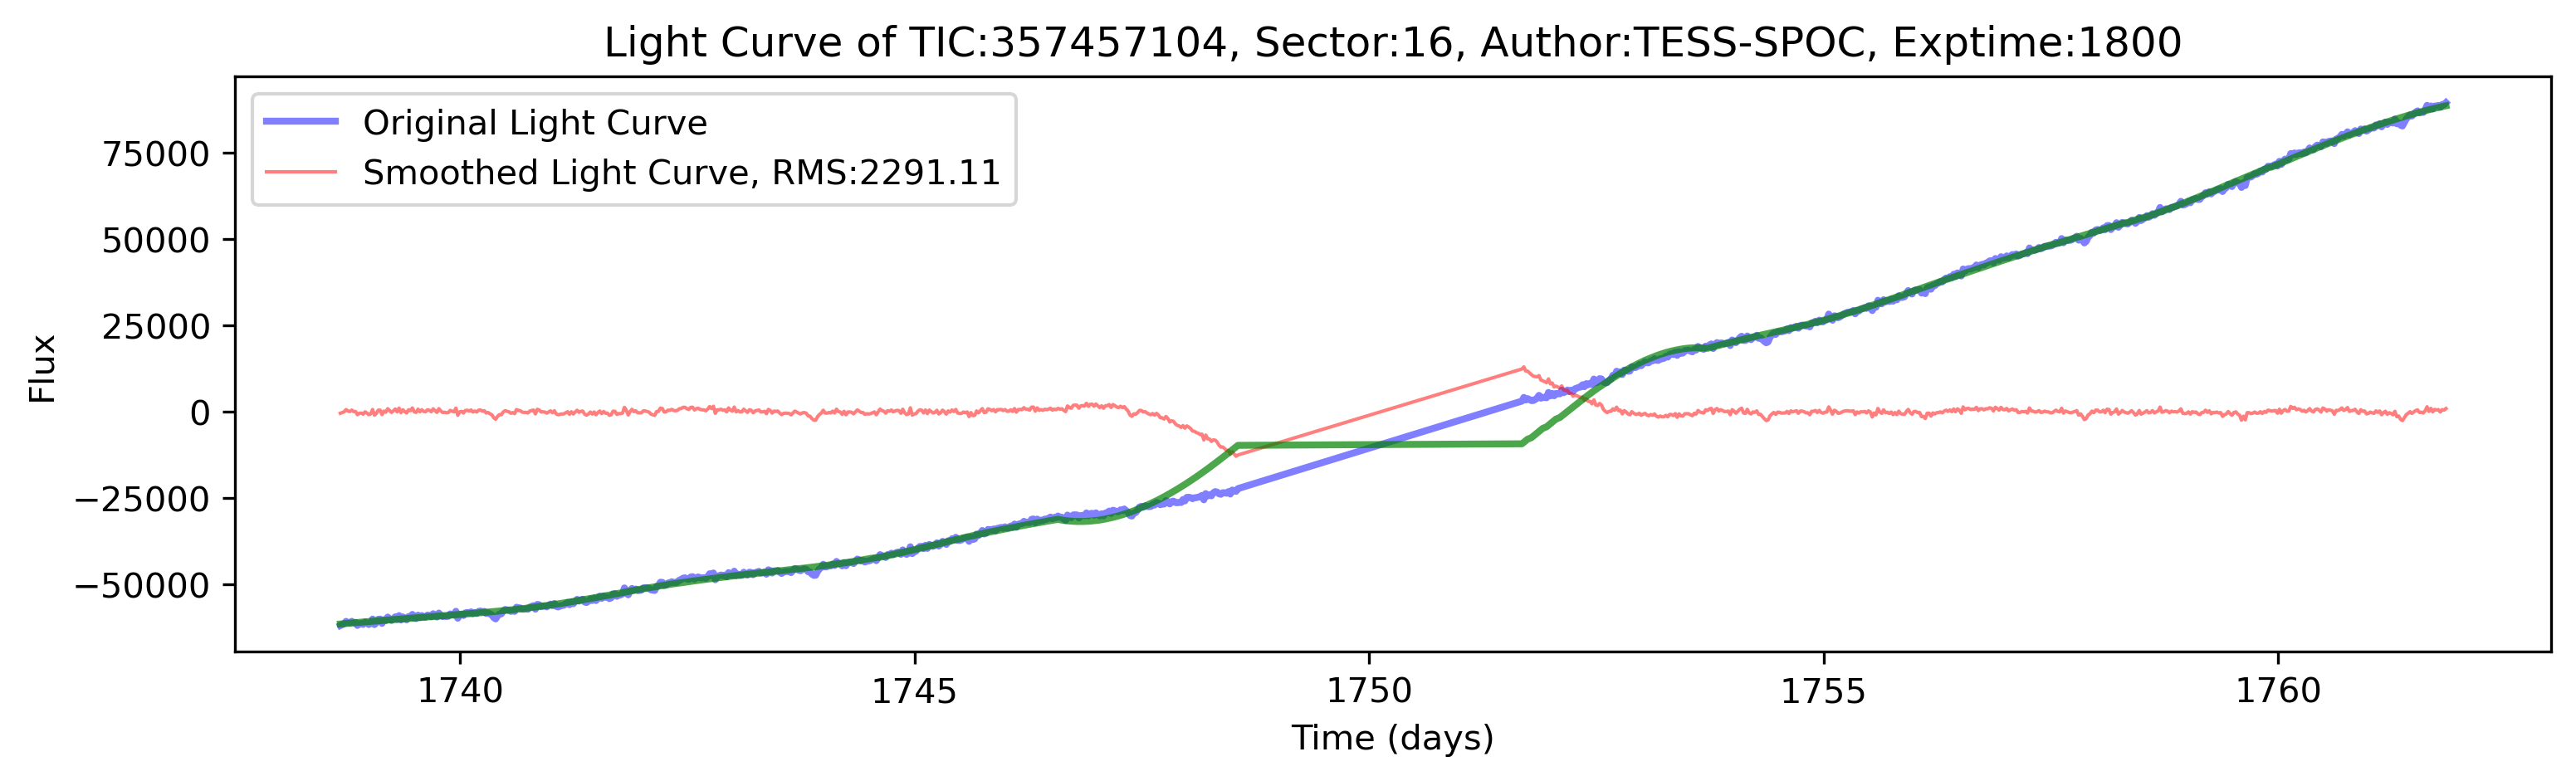 Light Curve of TIC:357457104, Sector:16, Author:TESS-SPOC, Exptime:1800
Original Light Curve
Smoothed Light Curve, RMS:2291.11
Flux
75000
50000
25000
0
−25000
−50000
1740 1745 1750 1755 1760
Time (days)